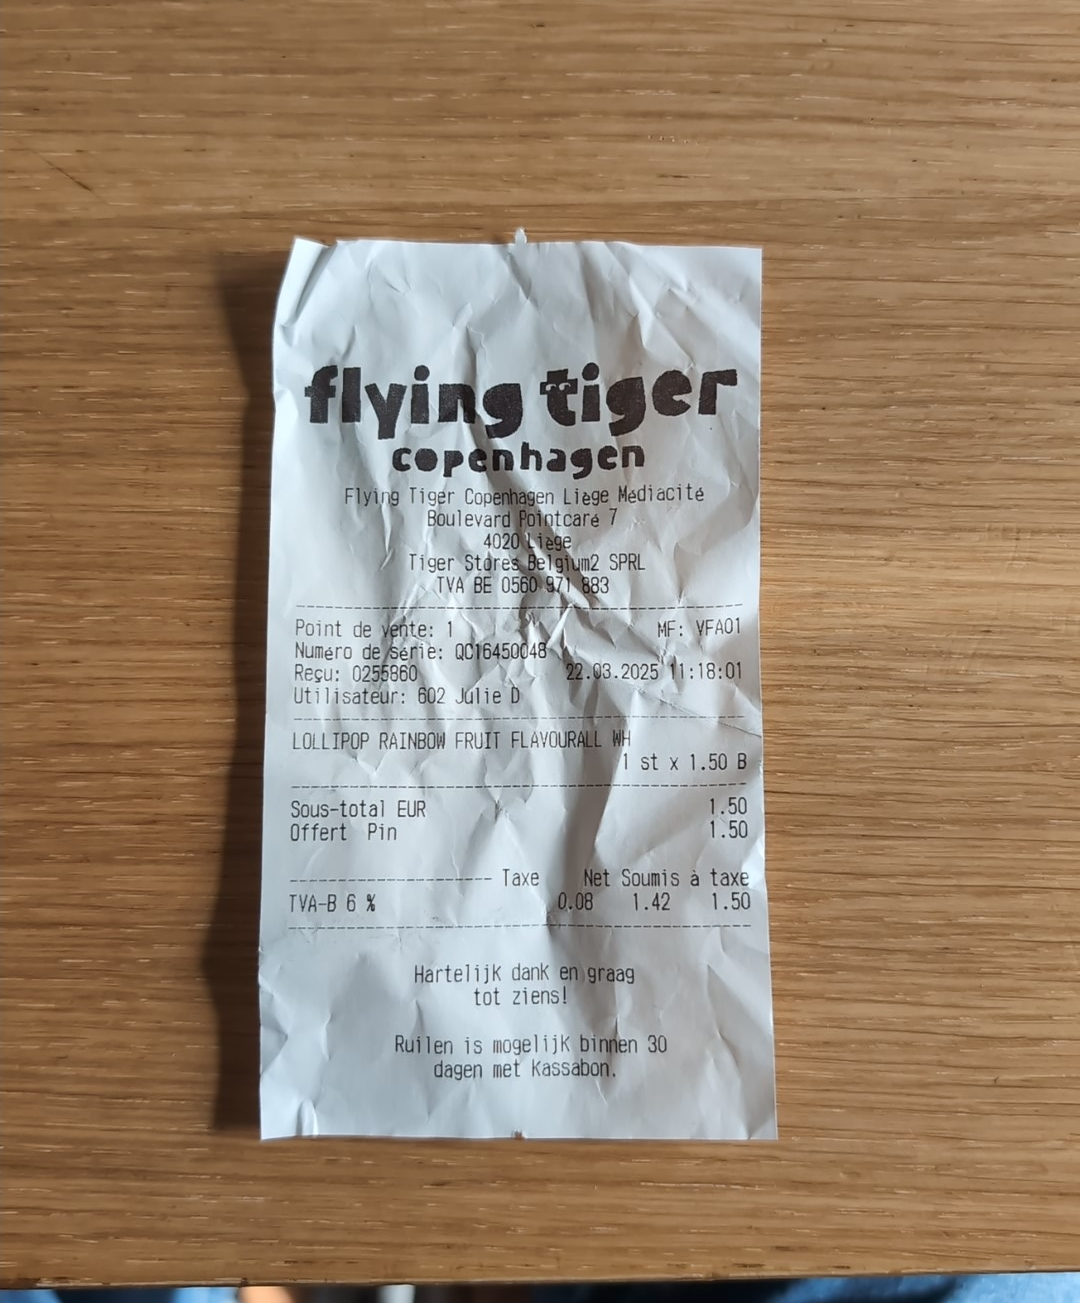 flying tiger
copenhagen
Flying Tiger Copenhagen Liège Médiacité
Boulevard Pointcaré 7
4020 Liège
Tiger Stores Belgium2 SPRL
TVA BE 0560 971 883
Point de vente: 1 MF: VFA01
Numéro de série: QC16450048
Reçu: 0255860 22.03.2025 11:18:01
Utilisateur: 602 Julie D
LOLLIPOP RAINBOW FRUIT FLAVOURALL WH
1 st x 1.50 B
Sous-total EUR 1.50
Offert Pin 1.50
Taxe Net Soumis à taxe
TVA-B 6 % 0.08 1.42 1.50
Hartelijk dank en graag
tot ziens!
Ruilen is mogelijk binnen 30
dagen met Kassabon.